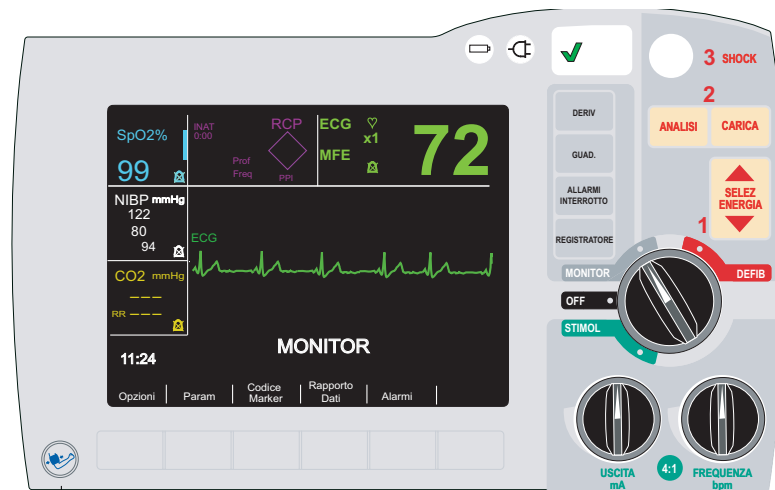 SpO2%
99
INAT
0:00
RCP
Prof
Freq
PPI
ECG
x1
MFE
72
NIBP mmHg
122
80
94
CO2 mmHg
---
RR ---
ECG
MONITOR
11:24
Opzioni
Param
Codice
Marker
Rapporto
Dati
Alarmi
DERIV
GUAD.
ALLARMI
INTERROTTO
REGISTRATORE
3 SHOCK
2
ANALISI
CARICA
SELEZ
ENERGIA
1
MONITOR
DEFIB
OFF
STIMOL
USCITA
mA
4:1
FREQUENZA
bpm